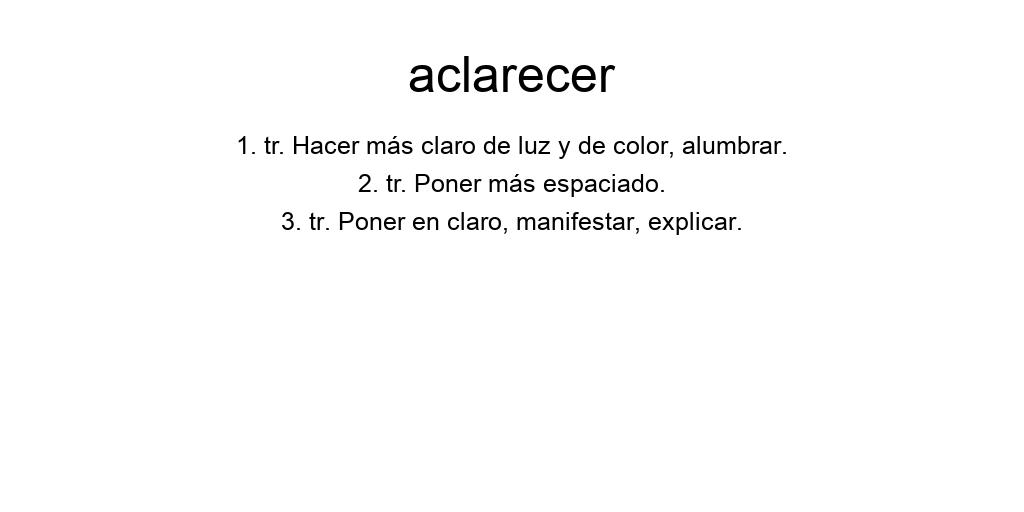 aclarecer
1. tr. Hacer más claro de luz y de color, alumbrar.
2. tr. Poner más espaciado.
3. tr. Poner en claro, manifestar, explicar.